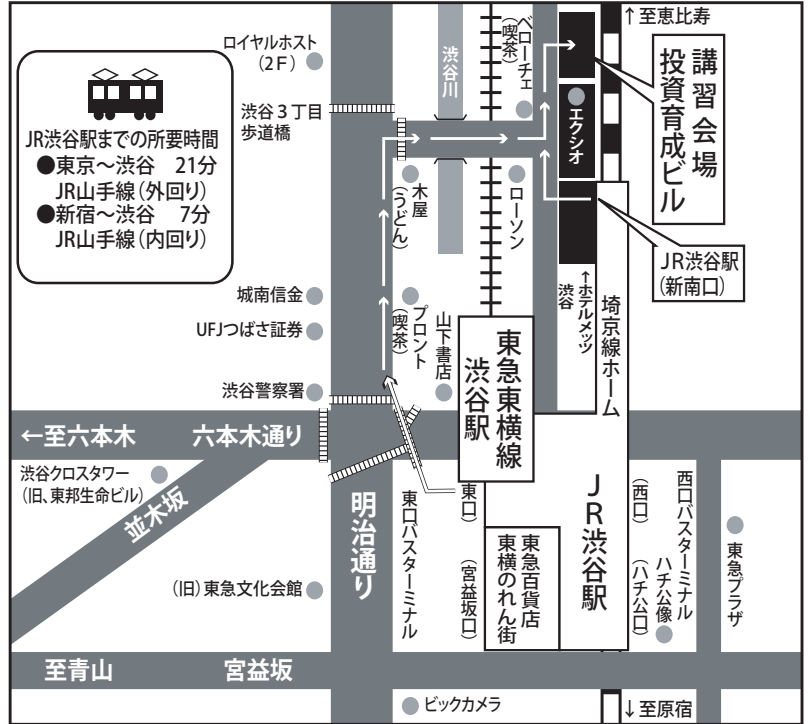 ↑至恵比寿
ロイヤルホスト
(2F)
渋谷川
ベローチェ
(喫茶)
講習会場
投資育成ビル
JR渋谷駅までの所要時間
●東京～渋谷 21分
JR山手線(外回り)
●新宿～渋谷 7分
JR山手線(内回り)
渋谷3丁目
歩道橋
エクシオ
木屋
(うどん)
ローソン
JR渋谷駅
(新南口)
城南信金
UFJつばさ証券
プロント
(喫茶)
山下書店
東急東横線
渋谷駅
↑ホテルメッツ
渋谷
埼京線ホーム
渋谷警察署
←至六本木
六本木通り
渋谷クロスタワー
(旧、東邦生命ビル)
並木坂
明治通り
東口バスターミナル
(東口)
(宮益坂口)
JR渋谷駅
(西口)
(ハチ公口)
西口バスターミナル
ハチ公像
東急プラザ
東急百貨店
東横のれん街
(旧)東急文化会館
至青山
宮益坂
ビックカメラ
↓至原宿